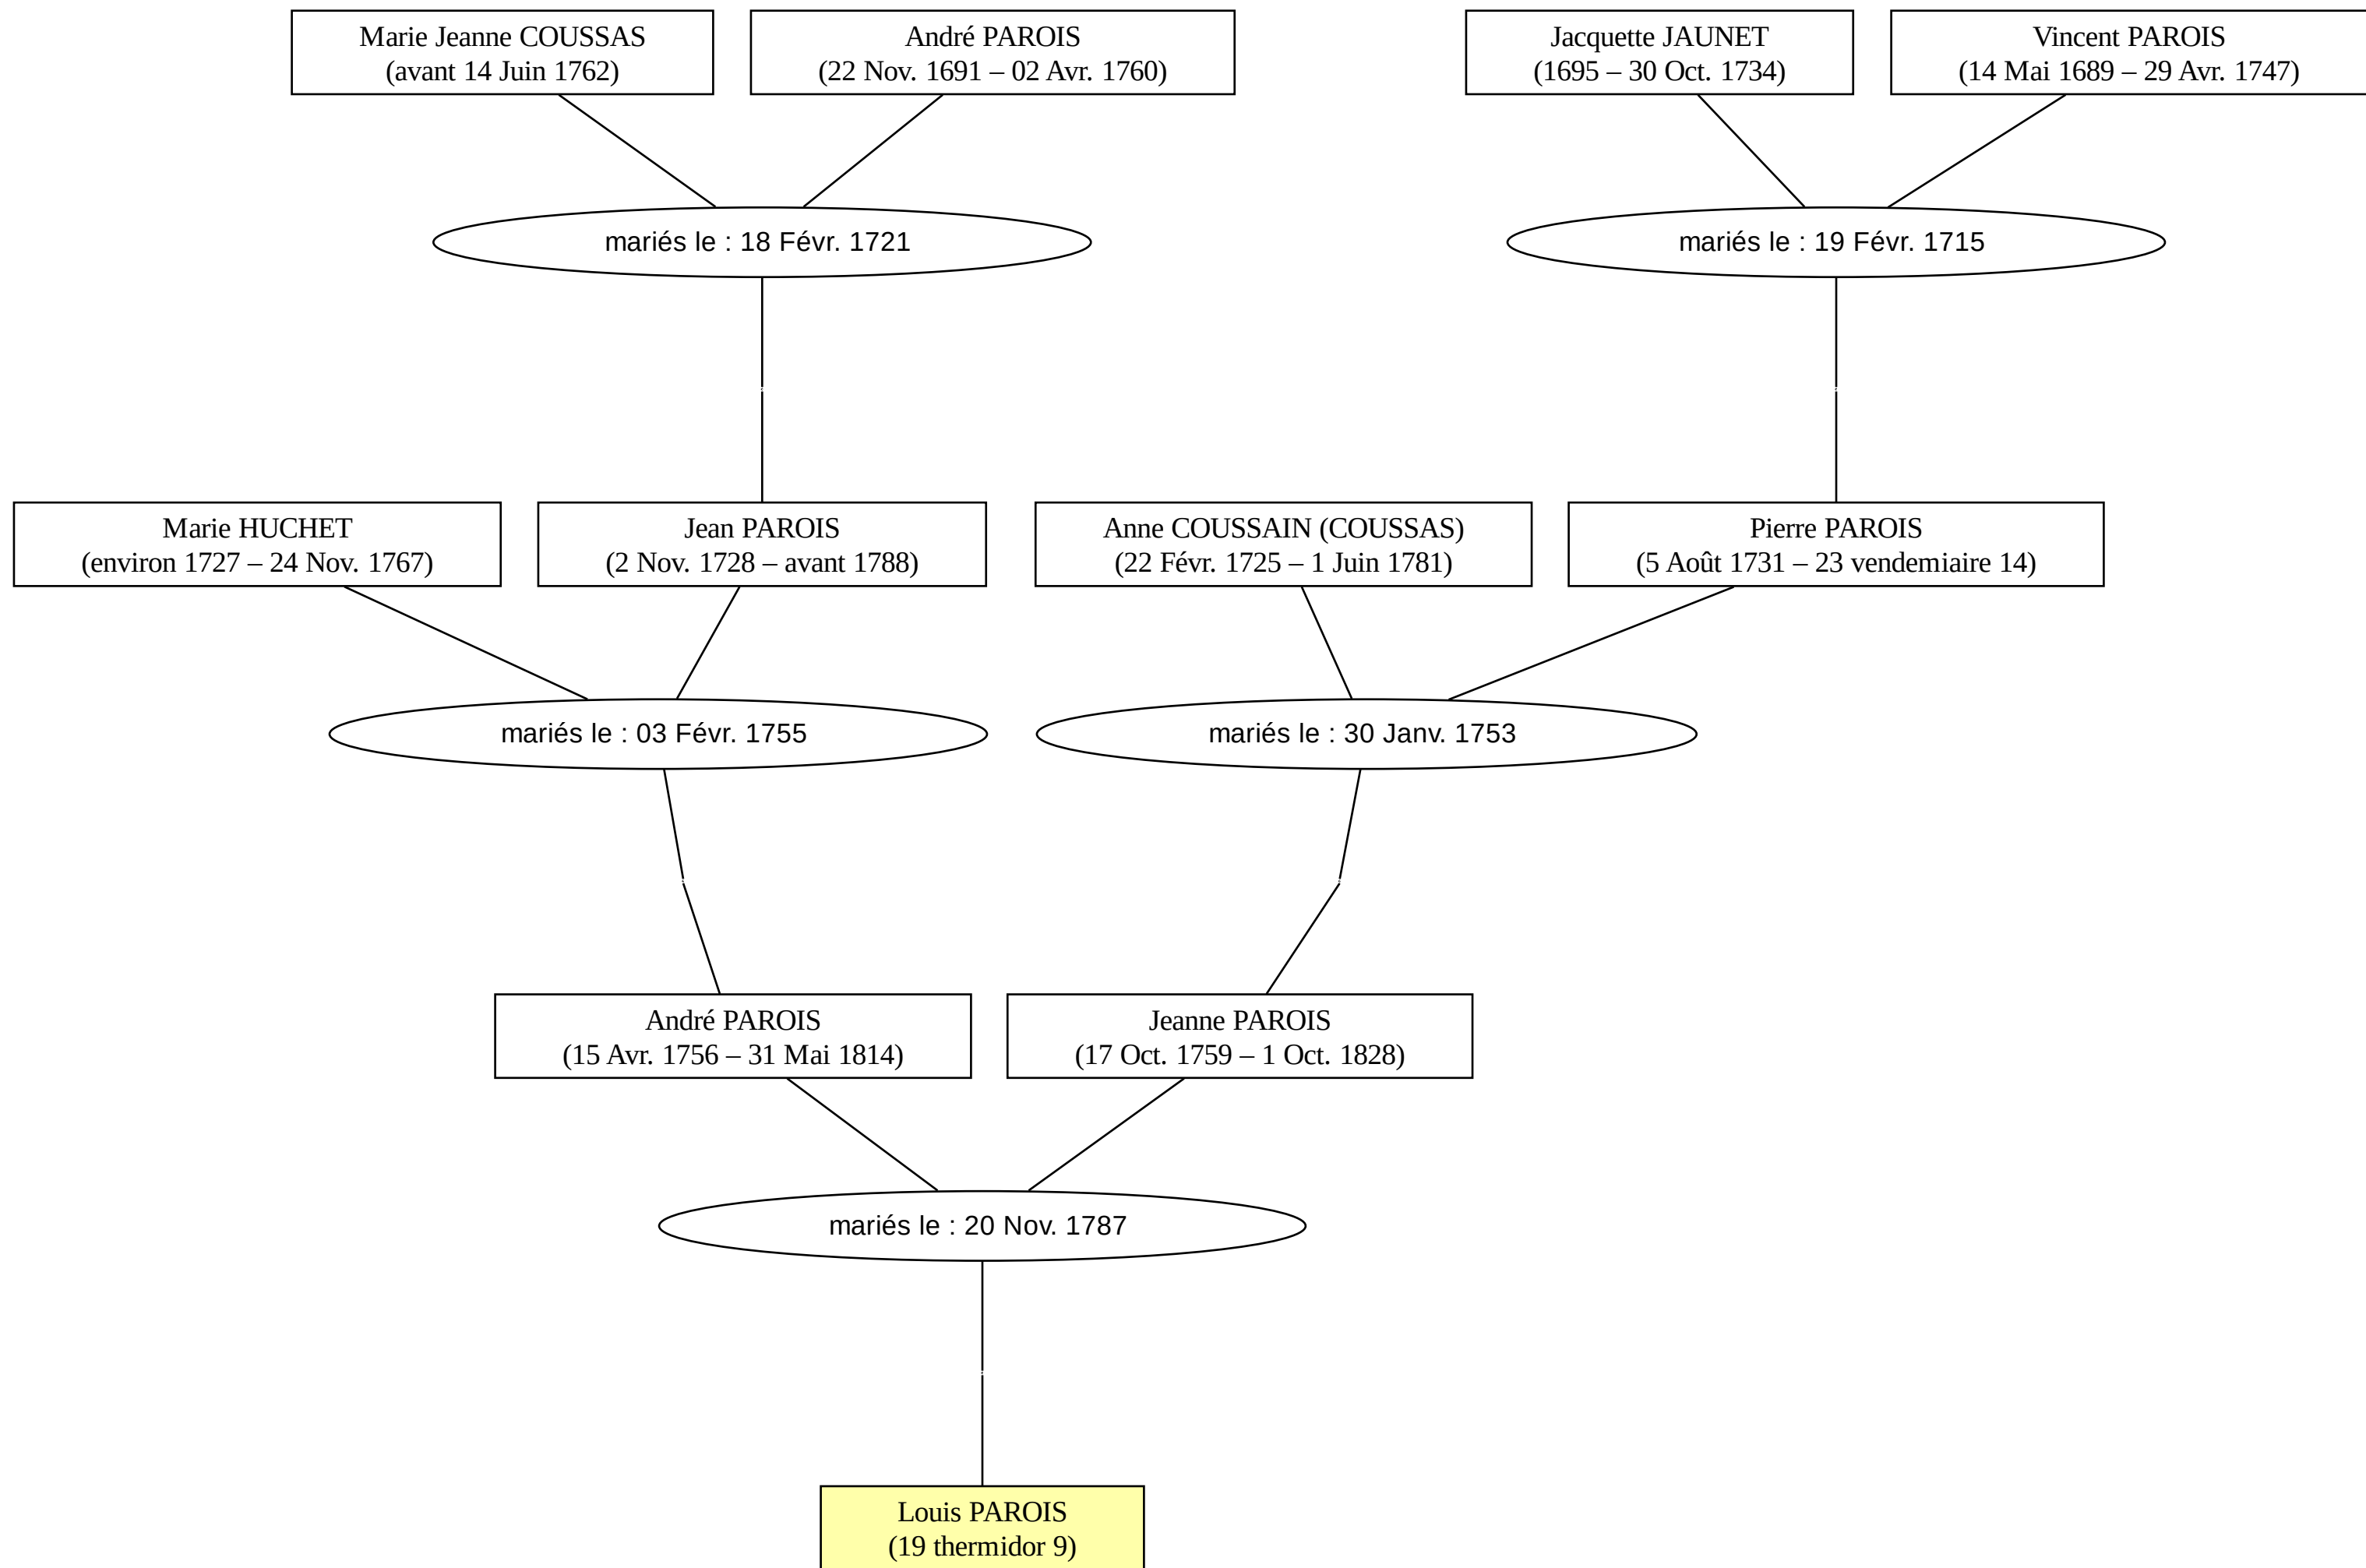 Marie Jeanne COUSSAS
(avant 14 Juin 1762)
André PAROIS
(22 Nov. 1691 – 02 Avr. 1760)
Jacquette JAUNET
(1695 – 30 Oct. 1734)
Vincent PAROIS
(14 Mai 1689 – 29 Avr. 1747)
mariés le : 18 Févr. 1721
mariés le : 19 Févr. 1715
Marie HUCHET
(environ 1727 – 24 Nov. 1767)
Jean PAROIS
(2 Nov. 1728 – avant 1788)
Anne COUSSAIN (COUSSAS)
(22 Févr. 1725 – 1 Juin 1781)
Pierre PAROIS
(5 Août 1731 – 23 vendemiaire 14)
mariés le : 03 Févr. 1755
mariés le : 30 Janv. 1753
André PAROIS
(15 Avr. 1756 – 31 Mai 1814)
Jeanne PAROIS
(17 Oct. 1759 – 1 Oct. 1828)
mariés le : 20 Nov. 1787
Louis PAROIS
(19 thermidor 9)